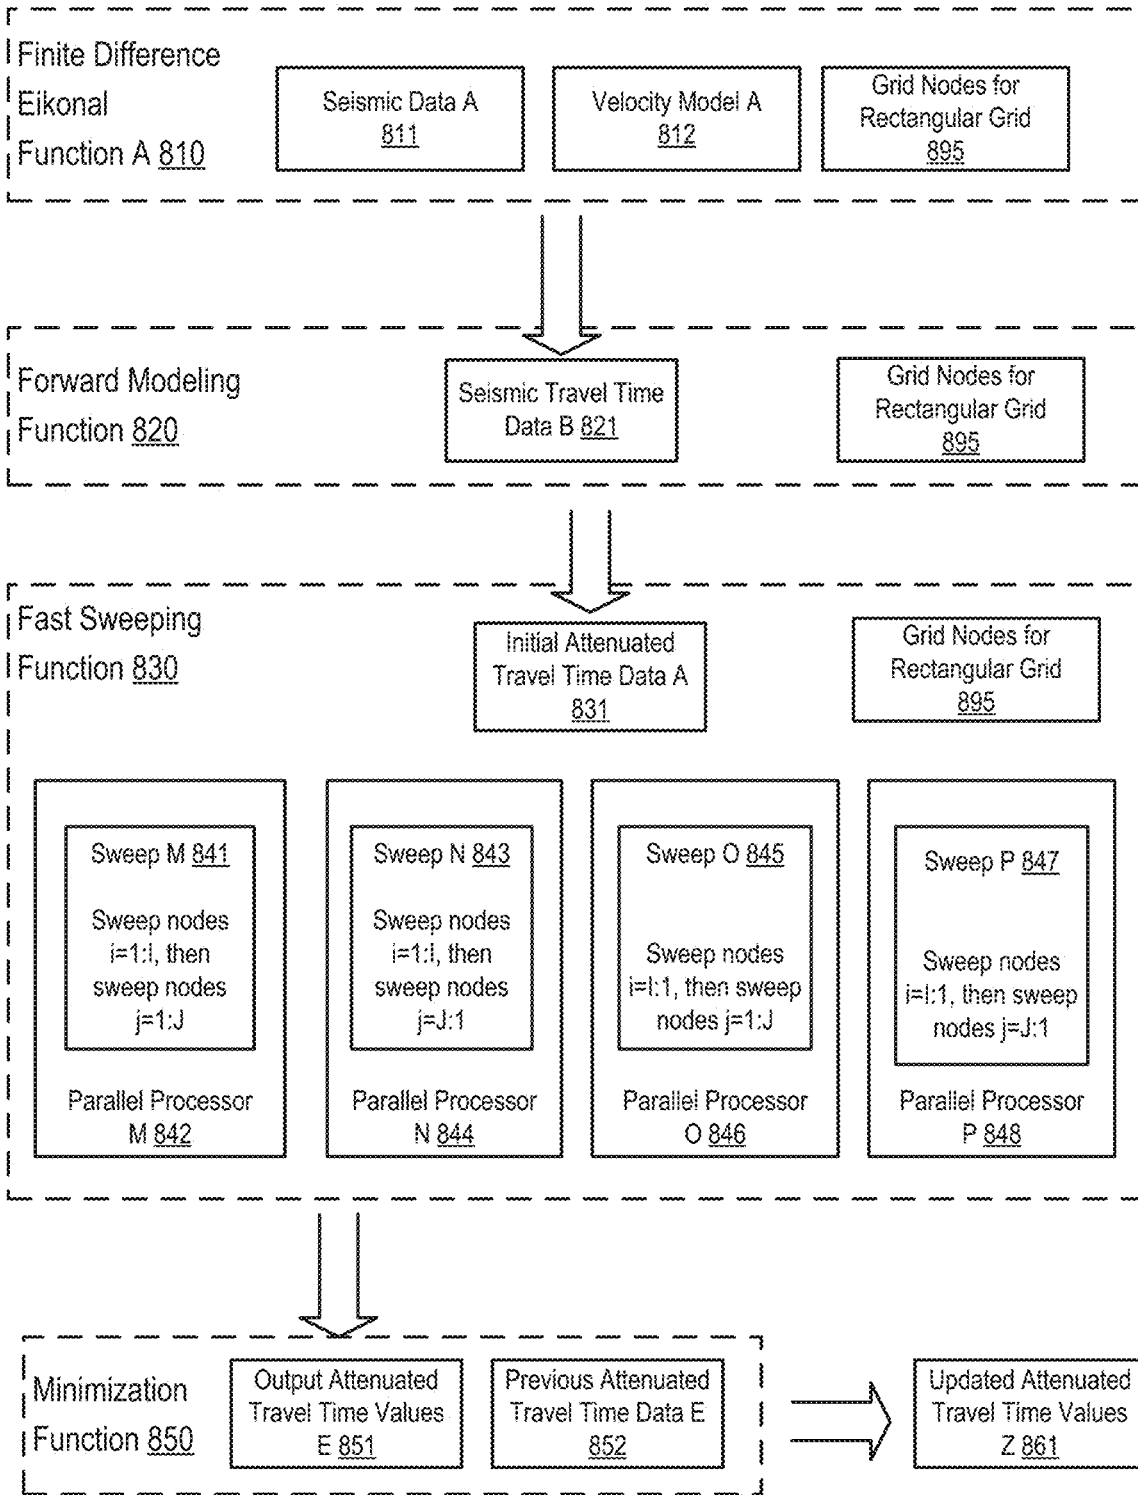 Finite Difference
Eikonal
Function A 810
Seismic Data A
811
Velocity Model A
812
Grid Nodes for
Rectangular Grid
895
Forward Modeling
Function 820
Seismic Travel Time
Data B 821
Grid Nodes for
Rectangular Grid
895
Fast Sweeping
Function 830
Initial Attenuated
Travel Time Data A
831
Grid Nodes for
Rectangular Grid
895
Sweep M 841
Sweep nodes
i=1:I, then
sweep nodes
j=1:J
Parallel Processor
M 842
Sweep N 843
Sweep nodes
i=1:I, then
sweep nodes
j=J:1
Parallel Processor
N 844
Sweep O 845
Sweep nodes
i=I:1, then sweep
nodes j=1:J
Parallel Processor
O 846
Sweep P 847
Sweep nodes
i=I:1, then sweep
nodes j=J:1
Parallel Processor
P 848
Minimization
Function 850
Output Attenuated
Travel Time Values
E 851
Previous Attenuated
Travel Time Data E
852
Updated Attenuated
Travel Time Values
Z 861